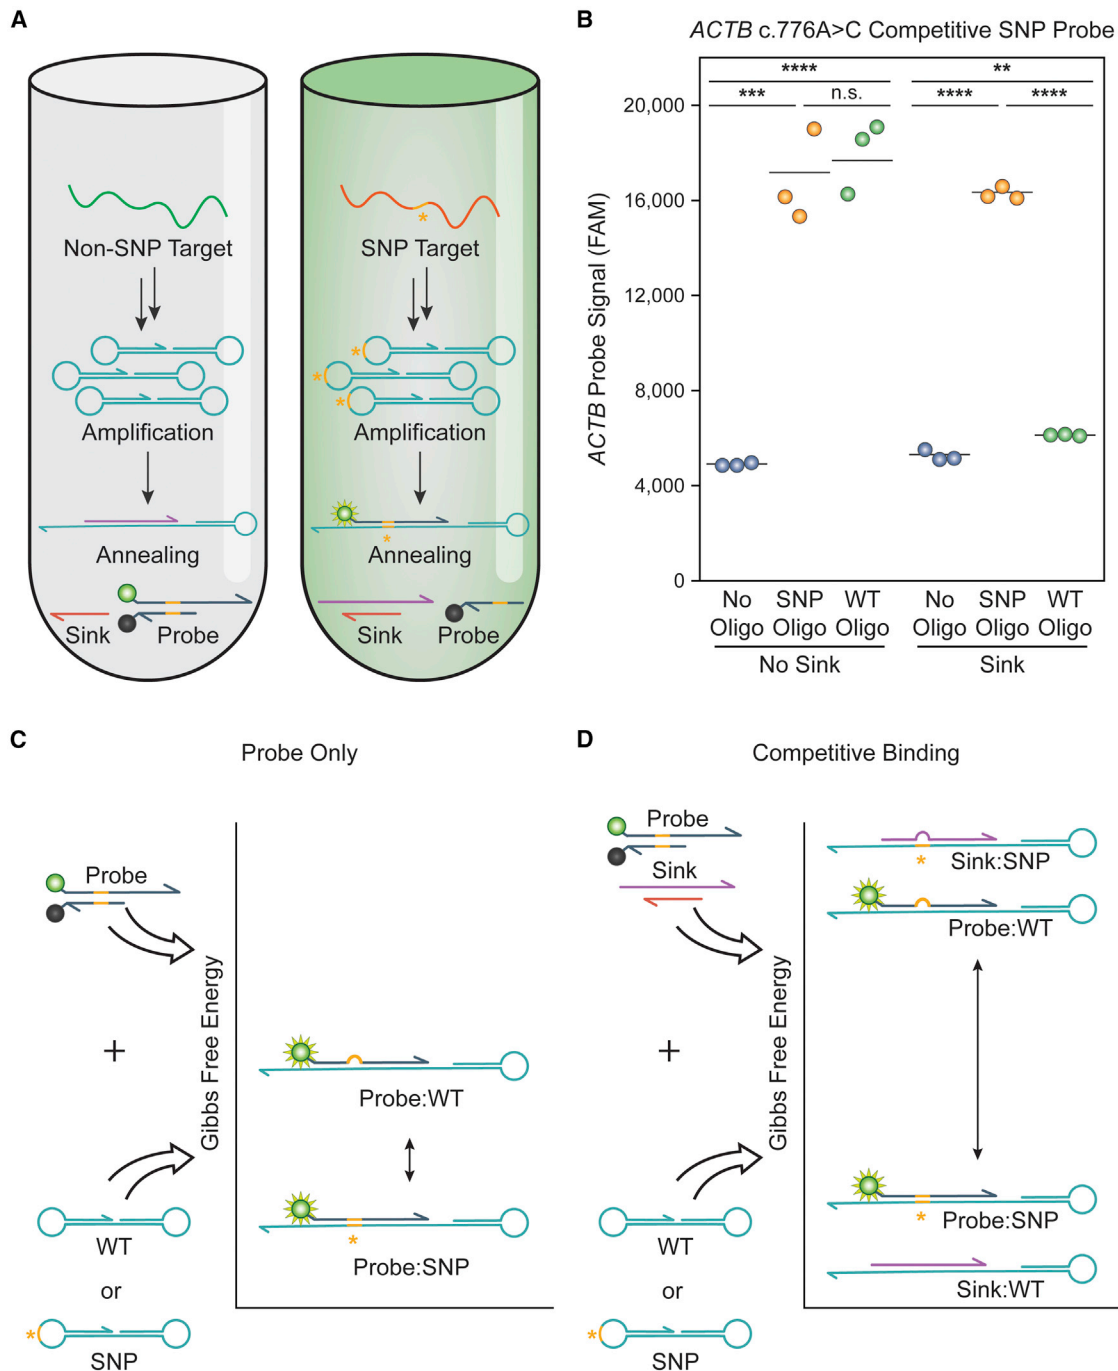 A
Non-SNP Target
Amplification
Annealing
Sink
Probe
SNP Target
*
*
*
*
Amplification
*
Annealing
Sink
Probe
B
ACTB c.776A>C Competitive SNP Probe
****
**
***
n.s.
****
****
20,000
16,000
12,000
8,000
4,000
0
ACTB Probe Signal (FAM)
No Oligo
SNP Oligo
WT Oligo
No Oligo
SNP Oligo
WT Oligo
No Sink
Sink
C
Probe Only
Probe
+
WT
or
*
SNP
Gibbs Free Energy
Probe:WT
*
Probe:SNP
D
Competitive Binding
Probe
Sink
+
WT
or
*
SNP
Gibbs Free Energy
*
Sink:SNP
Probe:WT
*
Probe:SNP
Sink:WT